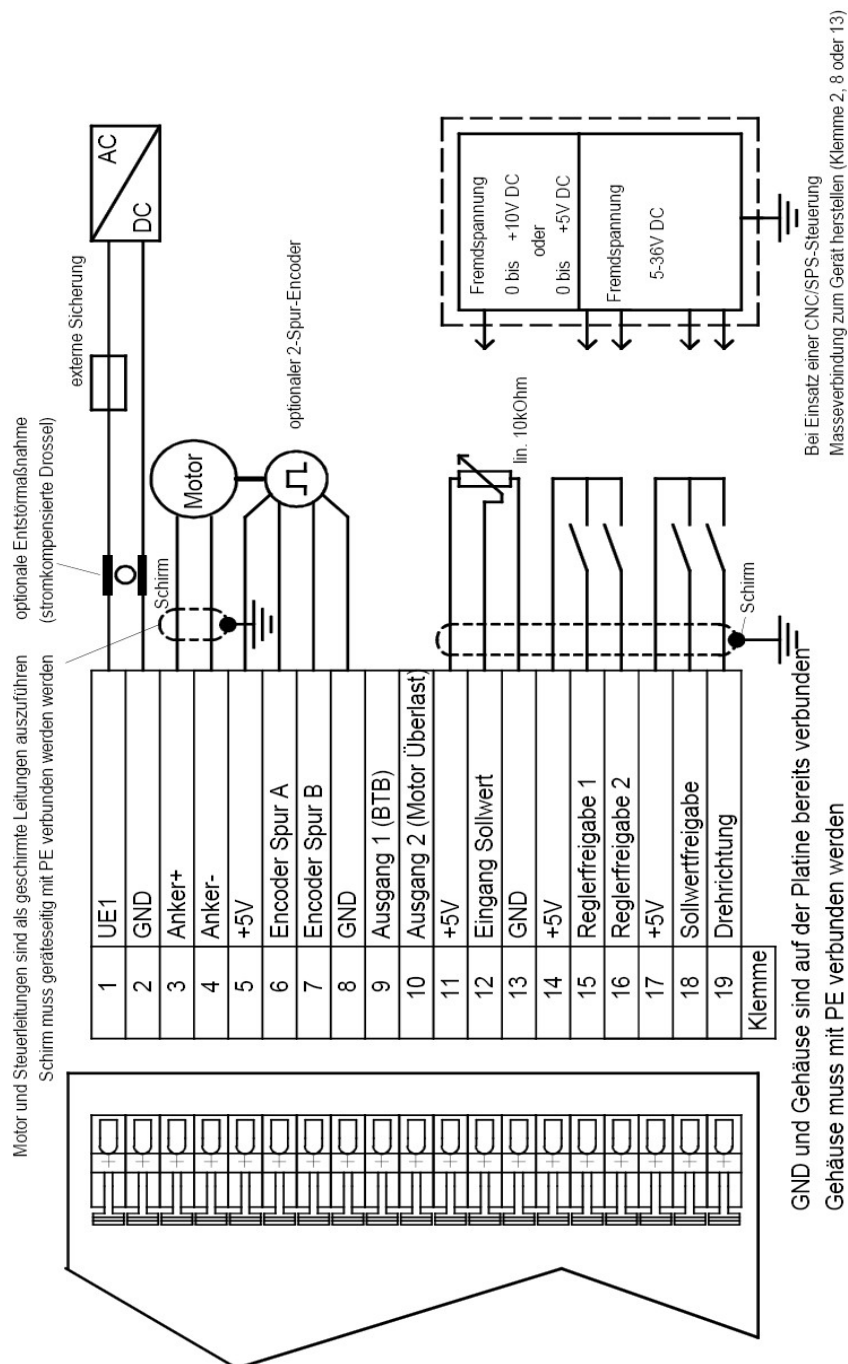 Motor und Steuerleitungen sind als geschirmte Leitungen auszuführen
Schirm muss geräteseitig mit PE verbunden werden werden
optionale Entstörmaßnahme
(stromkompensierte Drossel)
externe Sicherung
AC
DC
Schirm
Motor
optionaler 2-Spur-Encoder
1 UE1
2 GND
3 Anker+
4 Anker-
5 +5V
6 Encoder Spur A
7 Encoder Spur B
8 GND
9 Ausgang 1 (BTB)
10 Ausgang 2 (Motor Überlast)
11 +5V
12 Eingang Sollwert
13 GND
14 +5V
15 Reglerfreigabe 1
16 Reglerfreigabe 2
17 +5V
18 Sollwertfreigabe
19 Drehrichtung
Klemme
lin. 10kOhm
Schirm
Fremdspannung
0 bis +10V DC
oder
0 bis +5V DC
Fremdspannung
5-36V DC
GND und Gehäuse sind auf der Platine bereits verbunden
Gehäuse muss mit PE verbunden werden
Bei Einsatz einer CNC/SPS-Steuerung
Masseverbindung zum Gerät herstellen (Klemme 2, 8 oder 13)